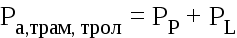 Pа,трам, трол = PP + PL